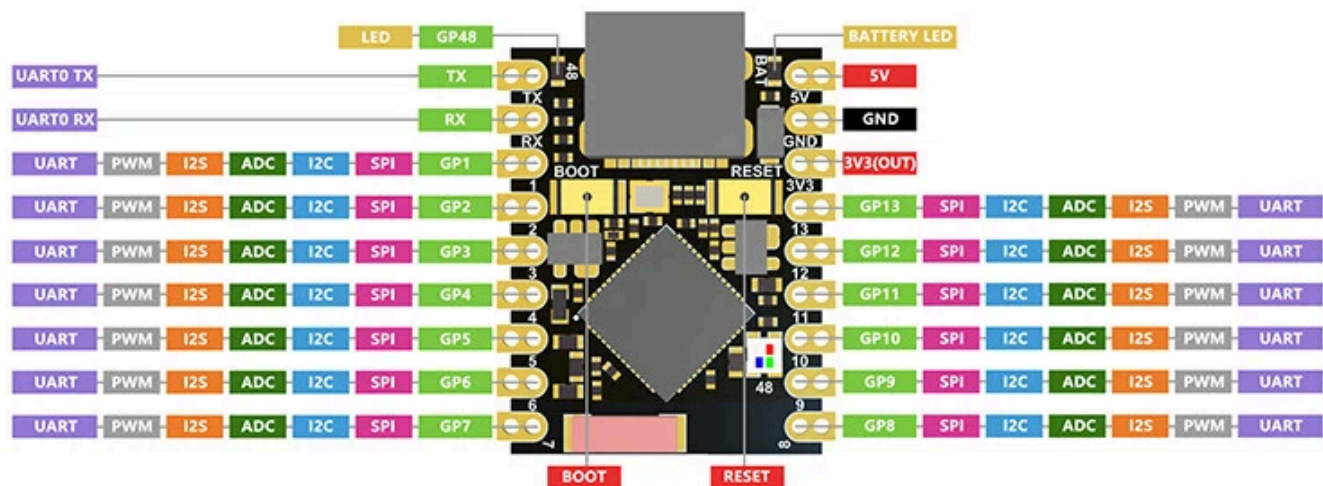 LED GP48 BATTERY LED
48 BAT
UART0 TX TX 5V
TX 5V
UART0 RX RX GND
RX GND
UART PWM I2S ADC I2C SPI GP1 3V3(OUT)
BOOT RESET
1 3V3
UART PWM I2S ADC I2C SPI GP2 GP13 SPI I2C ADC I2S PWM UART
2 13
UART PWM I2S ADC I2C SPI GP3 GP12 SPI I2C ADC I2S PWM UART
3 12
UART PWM I2S ADC I2C SPI GP4 GP11 SPI I2C ADC I2S PWM UART
4 11
UART PWM I2S ADC I2C SPI GP5 GP10 SPI I2C ADC I2S PWM UART
5 10
UART PWM I2S ADC I2C SPI GP6 48 GP9 SPI I2C ADC I2S PWM UART
6 9
UART PWM I2S ADC I2C SPI GP7 GP8 SPI I2C ADC I2S PWM UART
7 8
BOOT RESET